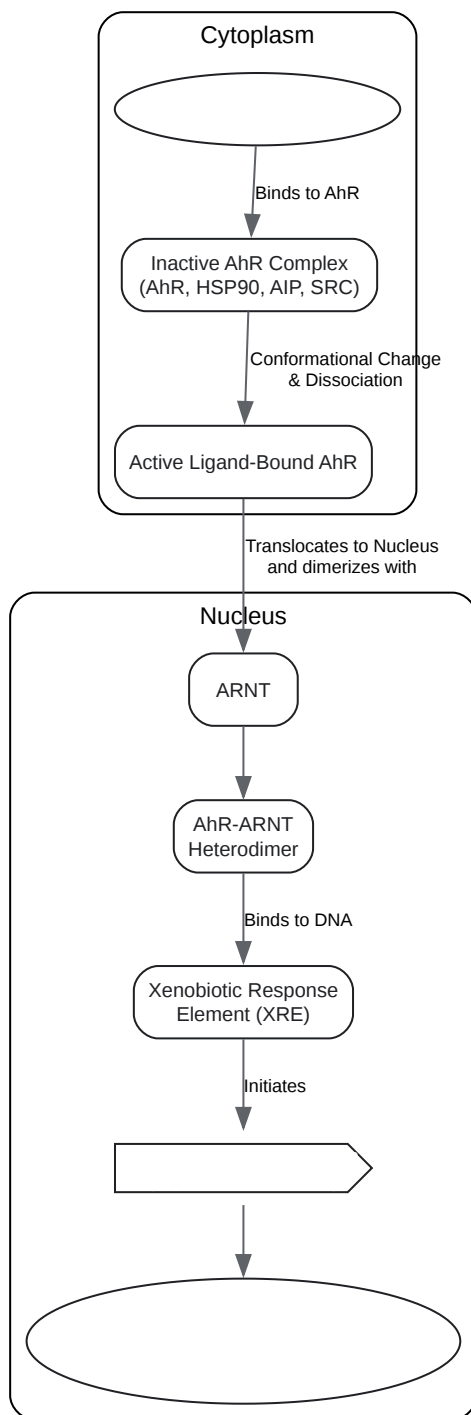 Cytoplasm
Binds to AhR
Inactive AhR Complex
(AhR, HSP90, AIP, SRC)
Conformational Change
& Dissociation
Active Ligand-Bound AhR
Translocates to Nucleus
and dimerizes with
Nucleus
ARNT
AhR-ARNT
Heterodimer
Binds to DNA
Xenobiotic Response
Element (XRE)
Initiates